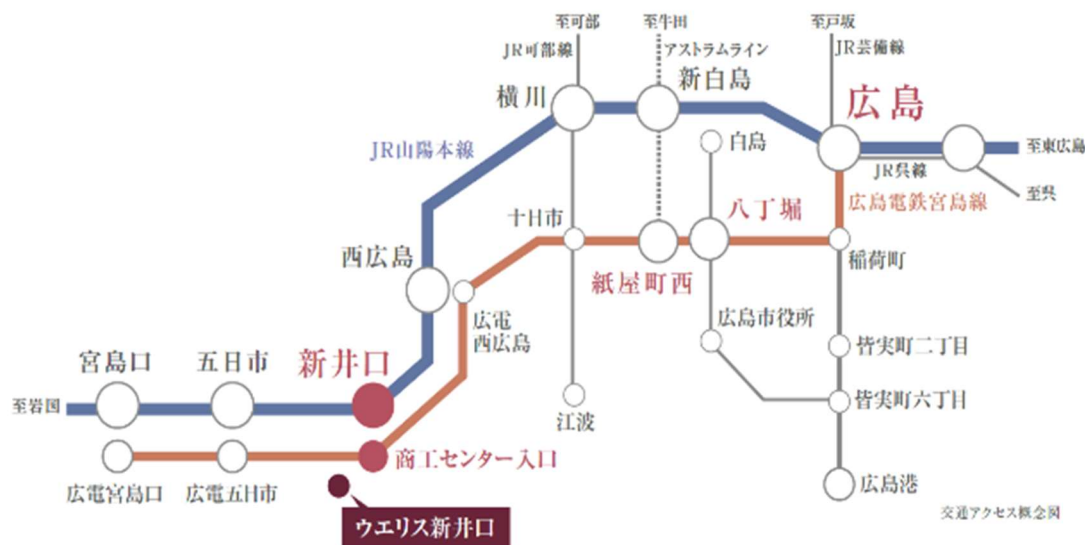 至可部
至牛田
至戸坂
JR可部線
アストラムライン
JR芸備線
横川
新白島
広島
JR山陽本線
白島
至東広島
JR呉線
至呉
広島電鉄宮島線
十日市
八丁堀
西広島
紙屋町西
稲荷町
広電
西広島
広島市役所
皆実町二丁目
宮島口
五日市
新井口
至岩国
江波
皆実町六丁目
商工センター入口
広電宮島口
広電五日市
広島港
ウエリス新井口
交通アクセス概念図